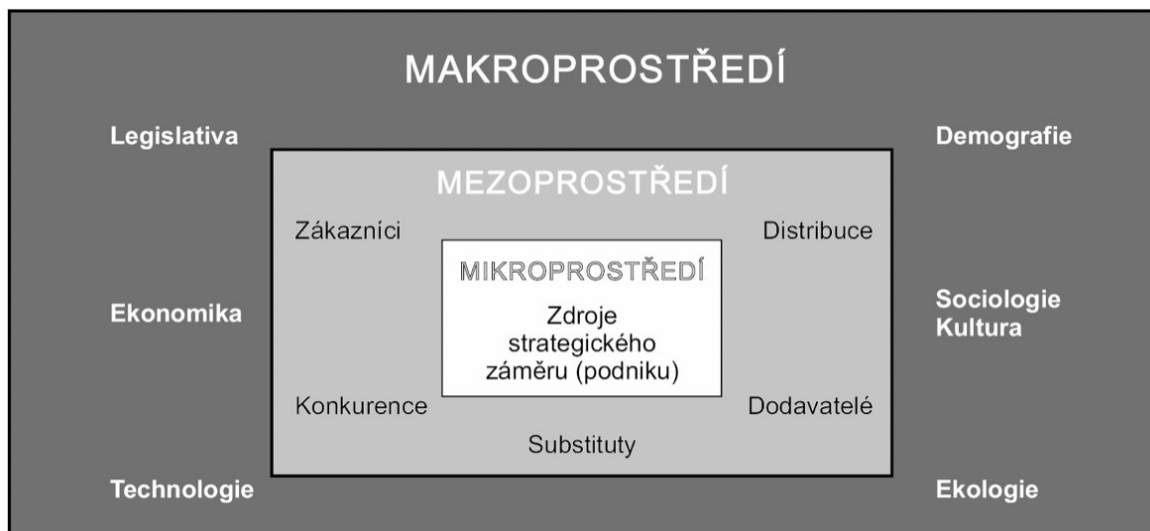 MAKROPROSTŘEDÍ
Legislativa
Demografie
MEZOPROSTŘEDÍ
Zákazníci
Distribuce
MIKROPROSTŘEDÍ
Ekonomika
Zdroje
strategického
záměru (podniku)
Sociologie
Kultura
Konkurence
Dodavatelé
Substituty
Technologie
Ekologie